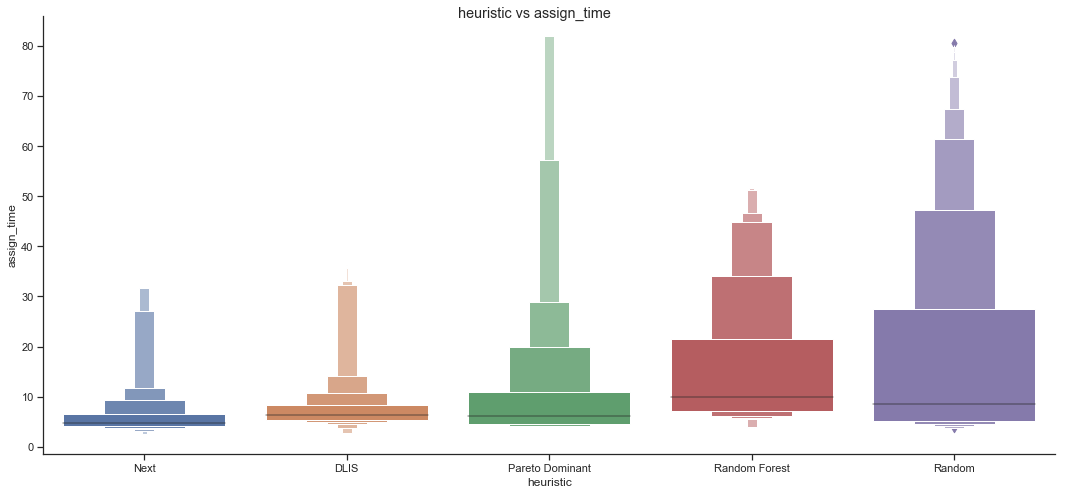 heuristic vs assign_time
assign_time
80
70
60
50
40
30
20
10
0
Next DLIS Pareto Dominant Random Forest Random
heuristic